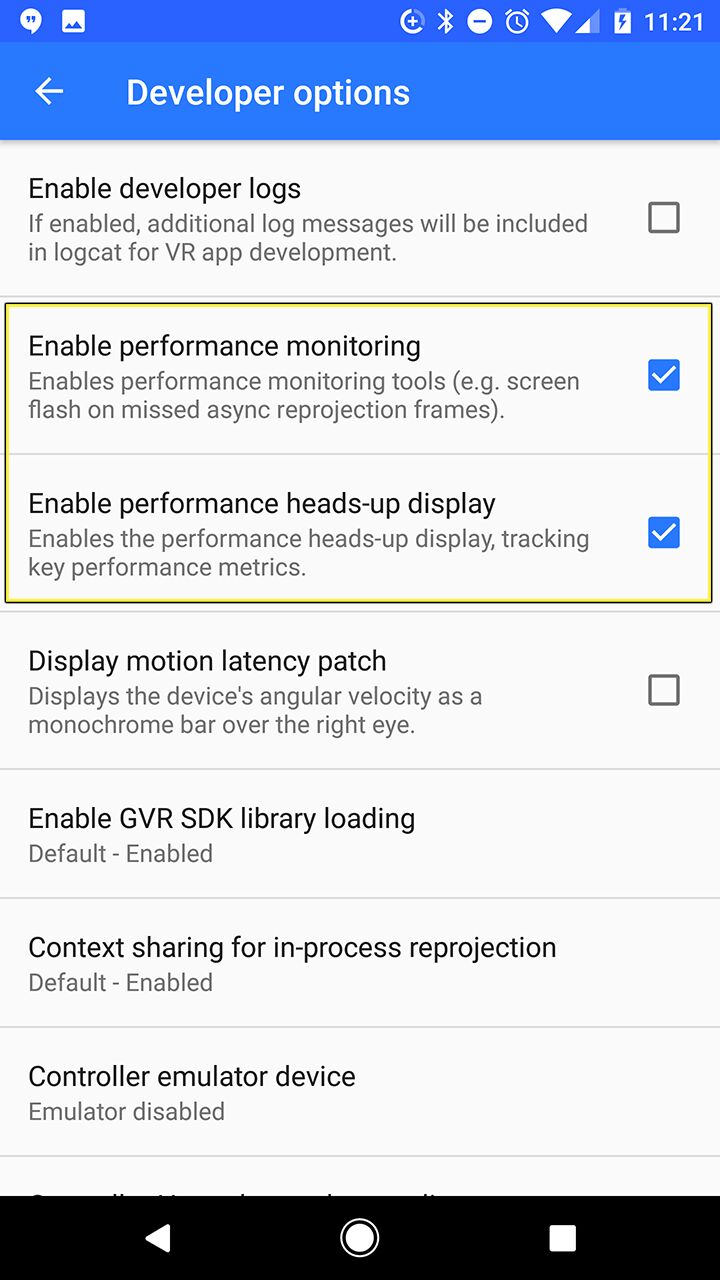 11:21
Developer options
Enable developer logs
If enabled, additional log messages will be included
in logcat for VR app development.
Enable performance monitoring
Enables performance monitoring tools (e.g. screen
flash on missed async reprojection frames).
Enable performance heads-up display
Enables the performance heads-up display, tracking
key performance metrics.
Display motion latency patch
Displays the device's angular velocity as a
monochrome bar over the right eye.
Enable GVR SDK library loading
Default - Enabled
Context sharing for in-process reprojection
Default - Enabled
Controller emulator device
Emulator disabled